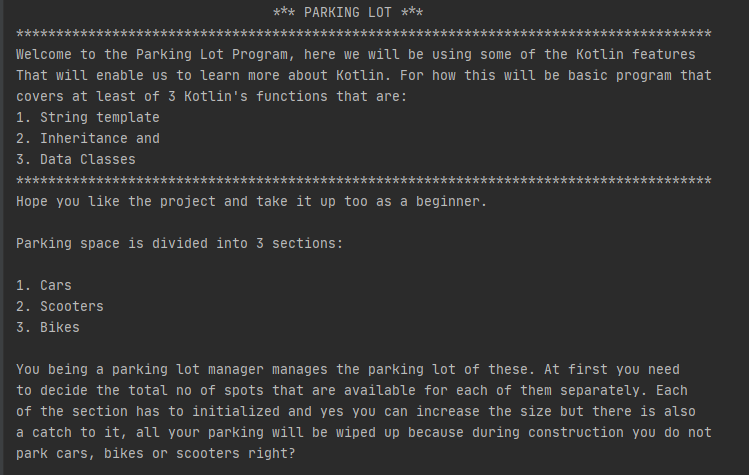 *** PARKING LOT ***
***************************************************************************************
Welcome to the Parking Lot Program, here we will be using some of the Kotlin features
That will enable us to learn more about Kotlin. For how this will be basic program that
covers at least of 3 Kotlin's functions that are:
1. String template
2. Inheritance and
3. Data Classes
***************************************************************************************
Hope you like the project and take it up too as a beginner.
Parking space is divided into 3 sections:
1. Cars
2. Scooters
3. Bikes
You being a parking lot manager manages the parking lot of these. At first you need
to decide the total no of spots that are available for each of them separately. Each
of the section has to initialized and yes you can increase the size but there is also
a catch to it, all your parking will be wiped up because during construction you do not
park cars, bikes or scooters right?